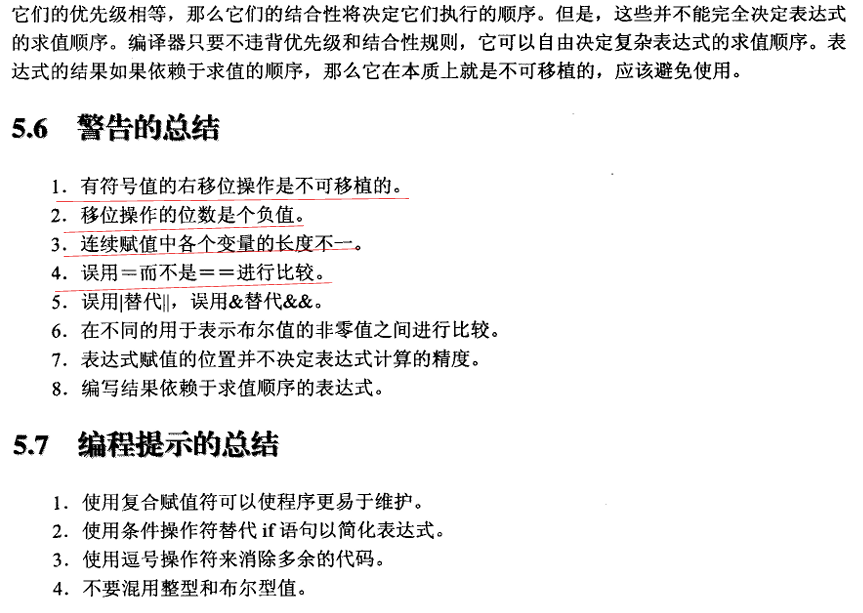 它们的优先级相等，那么它们的结合性将决定它们执行的顺序。但是，这些并不能完全决定表达式
的求值顺序。编译器只要不违背优先级和结合性规则，它可以自由决定复杂表达式的求值顺序。表
达式的结果如果依赖于求值的顺序，那么它在本质上就是不可移植的，应该避免使用。
5.6 警告的总结
1．有符号值的右移位操作是不可移植的。
2．移位操作的位数是个负值。
3．连续赋值中各个变量的长度不一。
4．误用＝而不是＝＝进行比较。
5．误用|替代||，误用&替代&&。
6．在不同的用于表示布尔值的非零值之间进行比较。
7．表达式赋值的位置并不决定表达式计算的精度。
8．编写结果依赖于求值顺序的表达式。
5.7 编程提示的总结
1．使用复合赋值符可以使程序更易于维护。
2．使用条件操作符替代 if 语句以简化表达式。
3．使用逗号操作符来消除多余的代码。
4．不要混用整型和布尔型值。